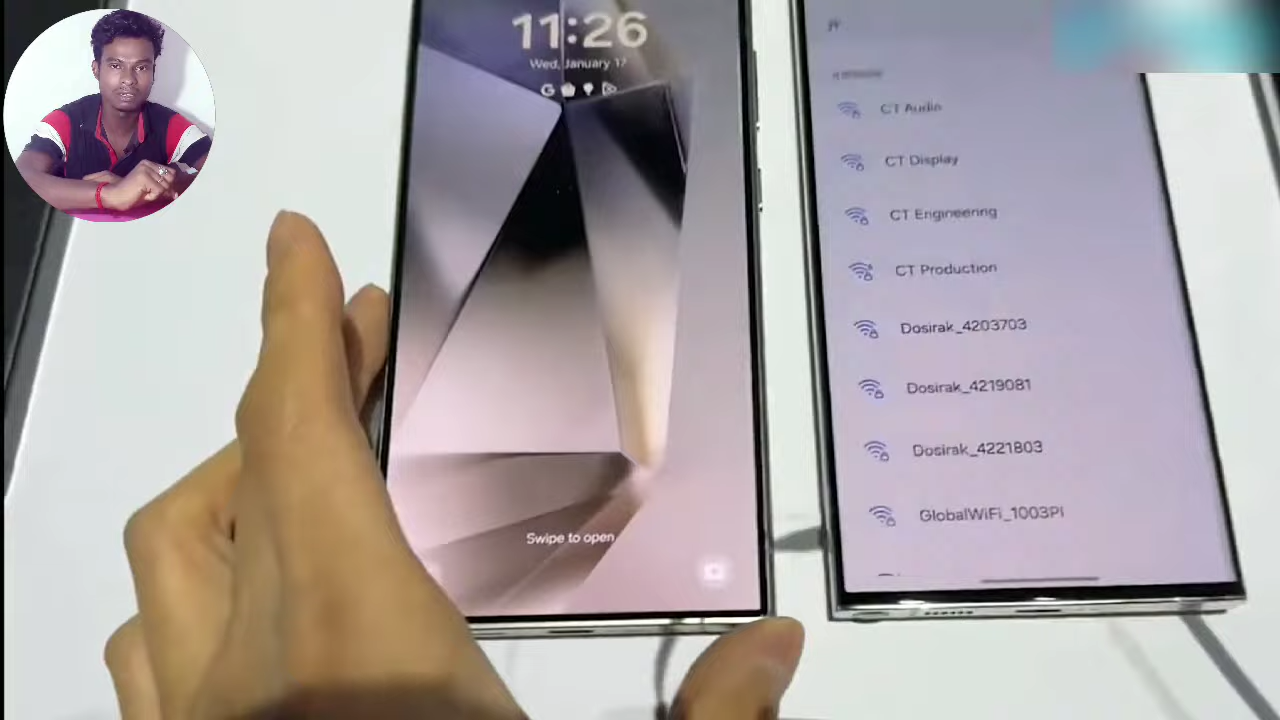 11:26
Wed, January 17
Swipe to open
CT Audio
CT Display
CT Engineering
CT Production
Dosirak_4203703
Dosirak_4219081
Dosirak_4221803
GlobalWiFi_1003PI